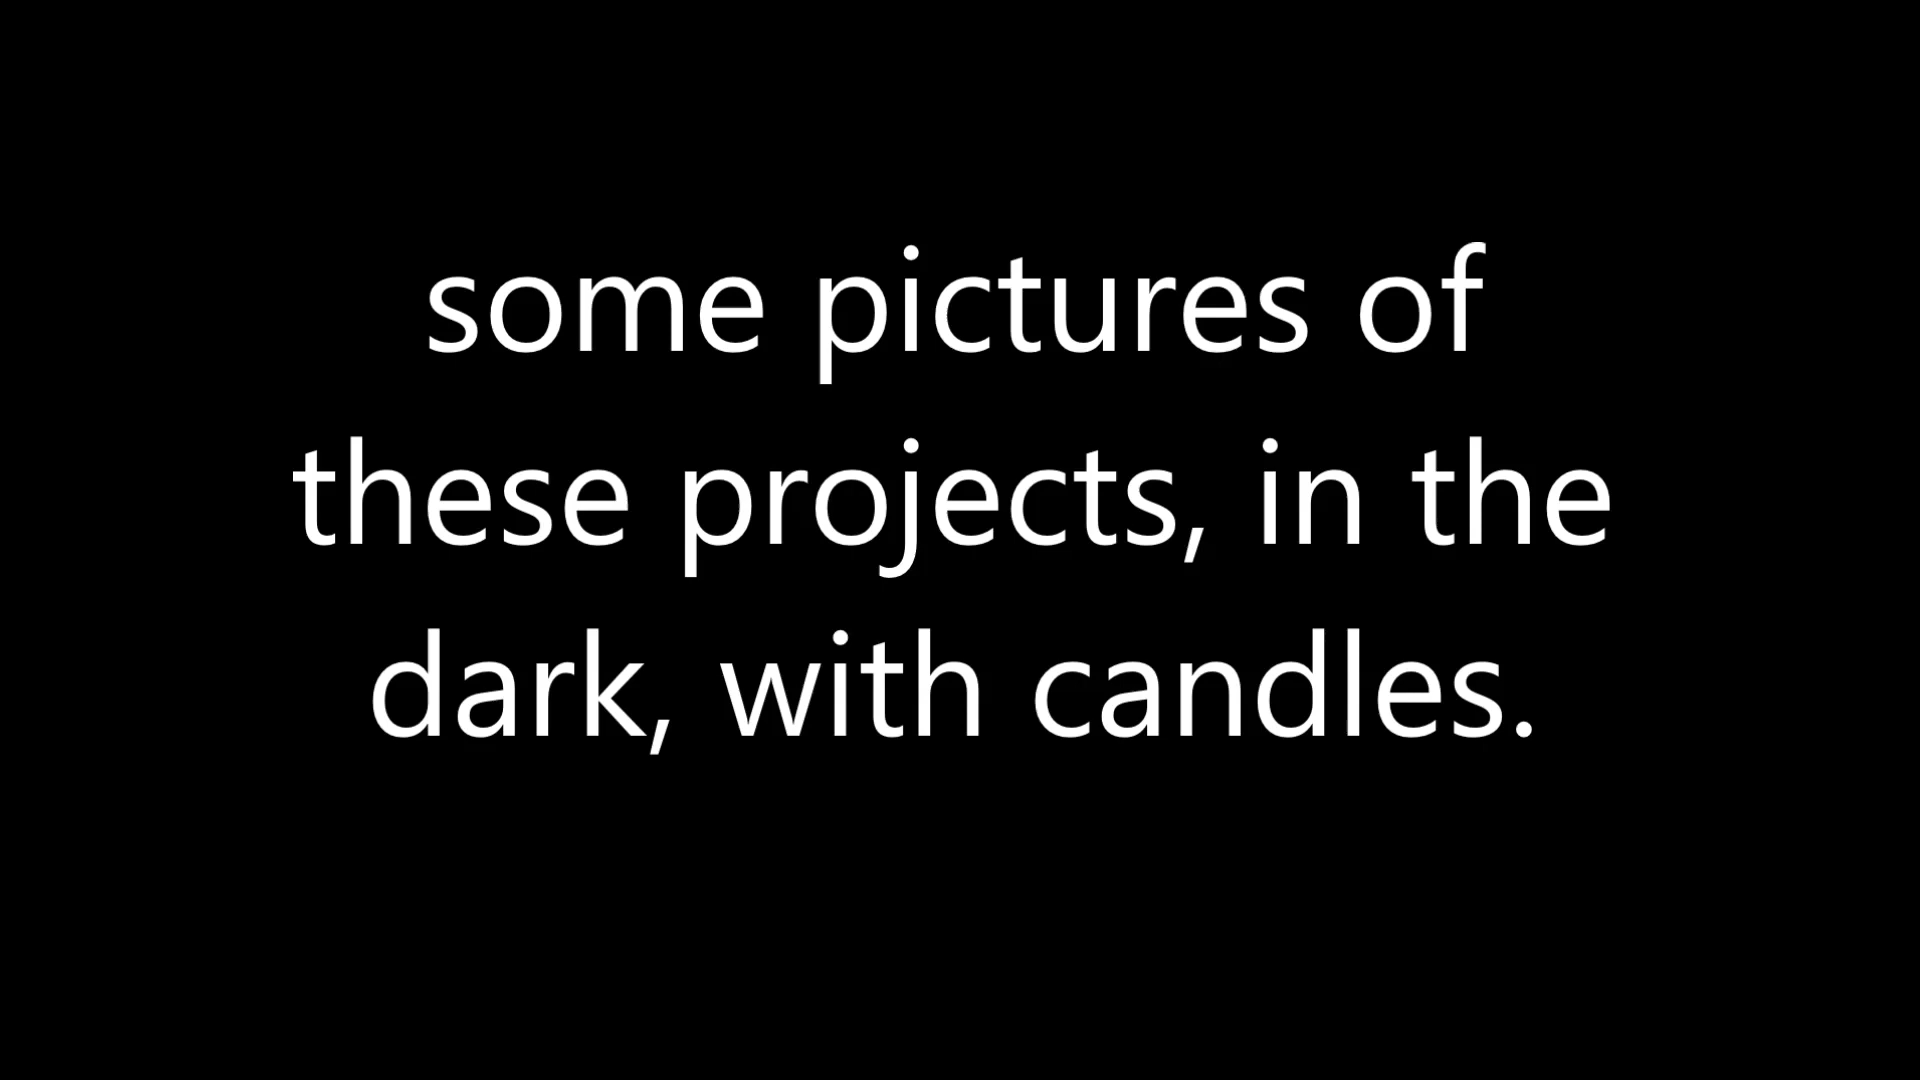 some pictures of
these projects, in the
dark, with candles.